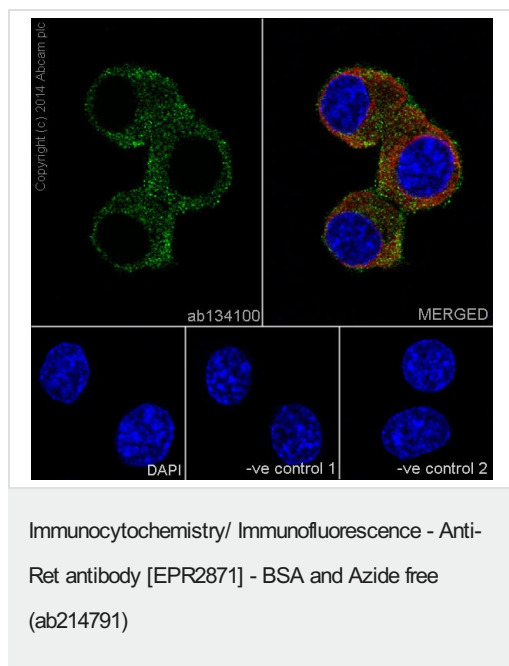 Copyright (c) 2014 Abcam plc
ab134100
MERGED
DAPI
-ve control 1
-ve control 2
Immunocytochemistry/ Immunofluorescence - Anti-
Ret antibody [EPR2871] - BSA and Azide free
(ab214791)